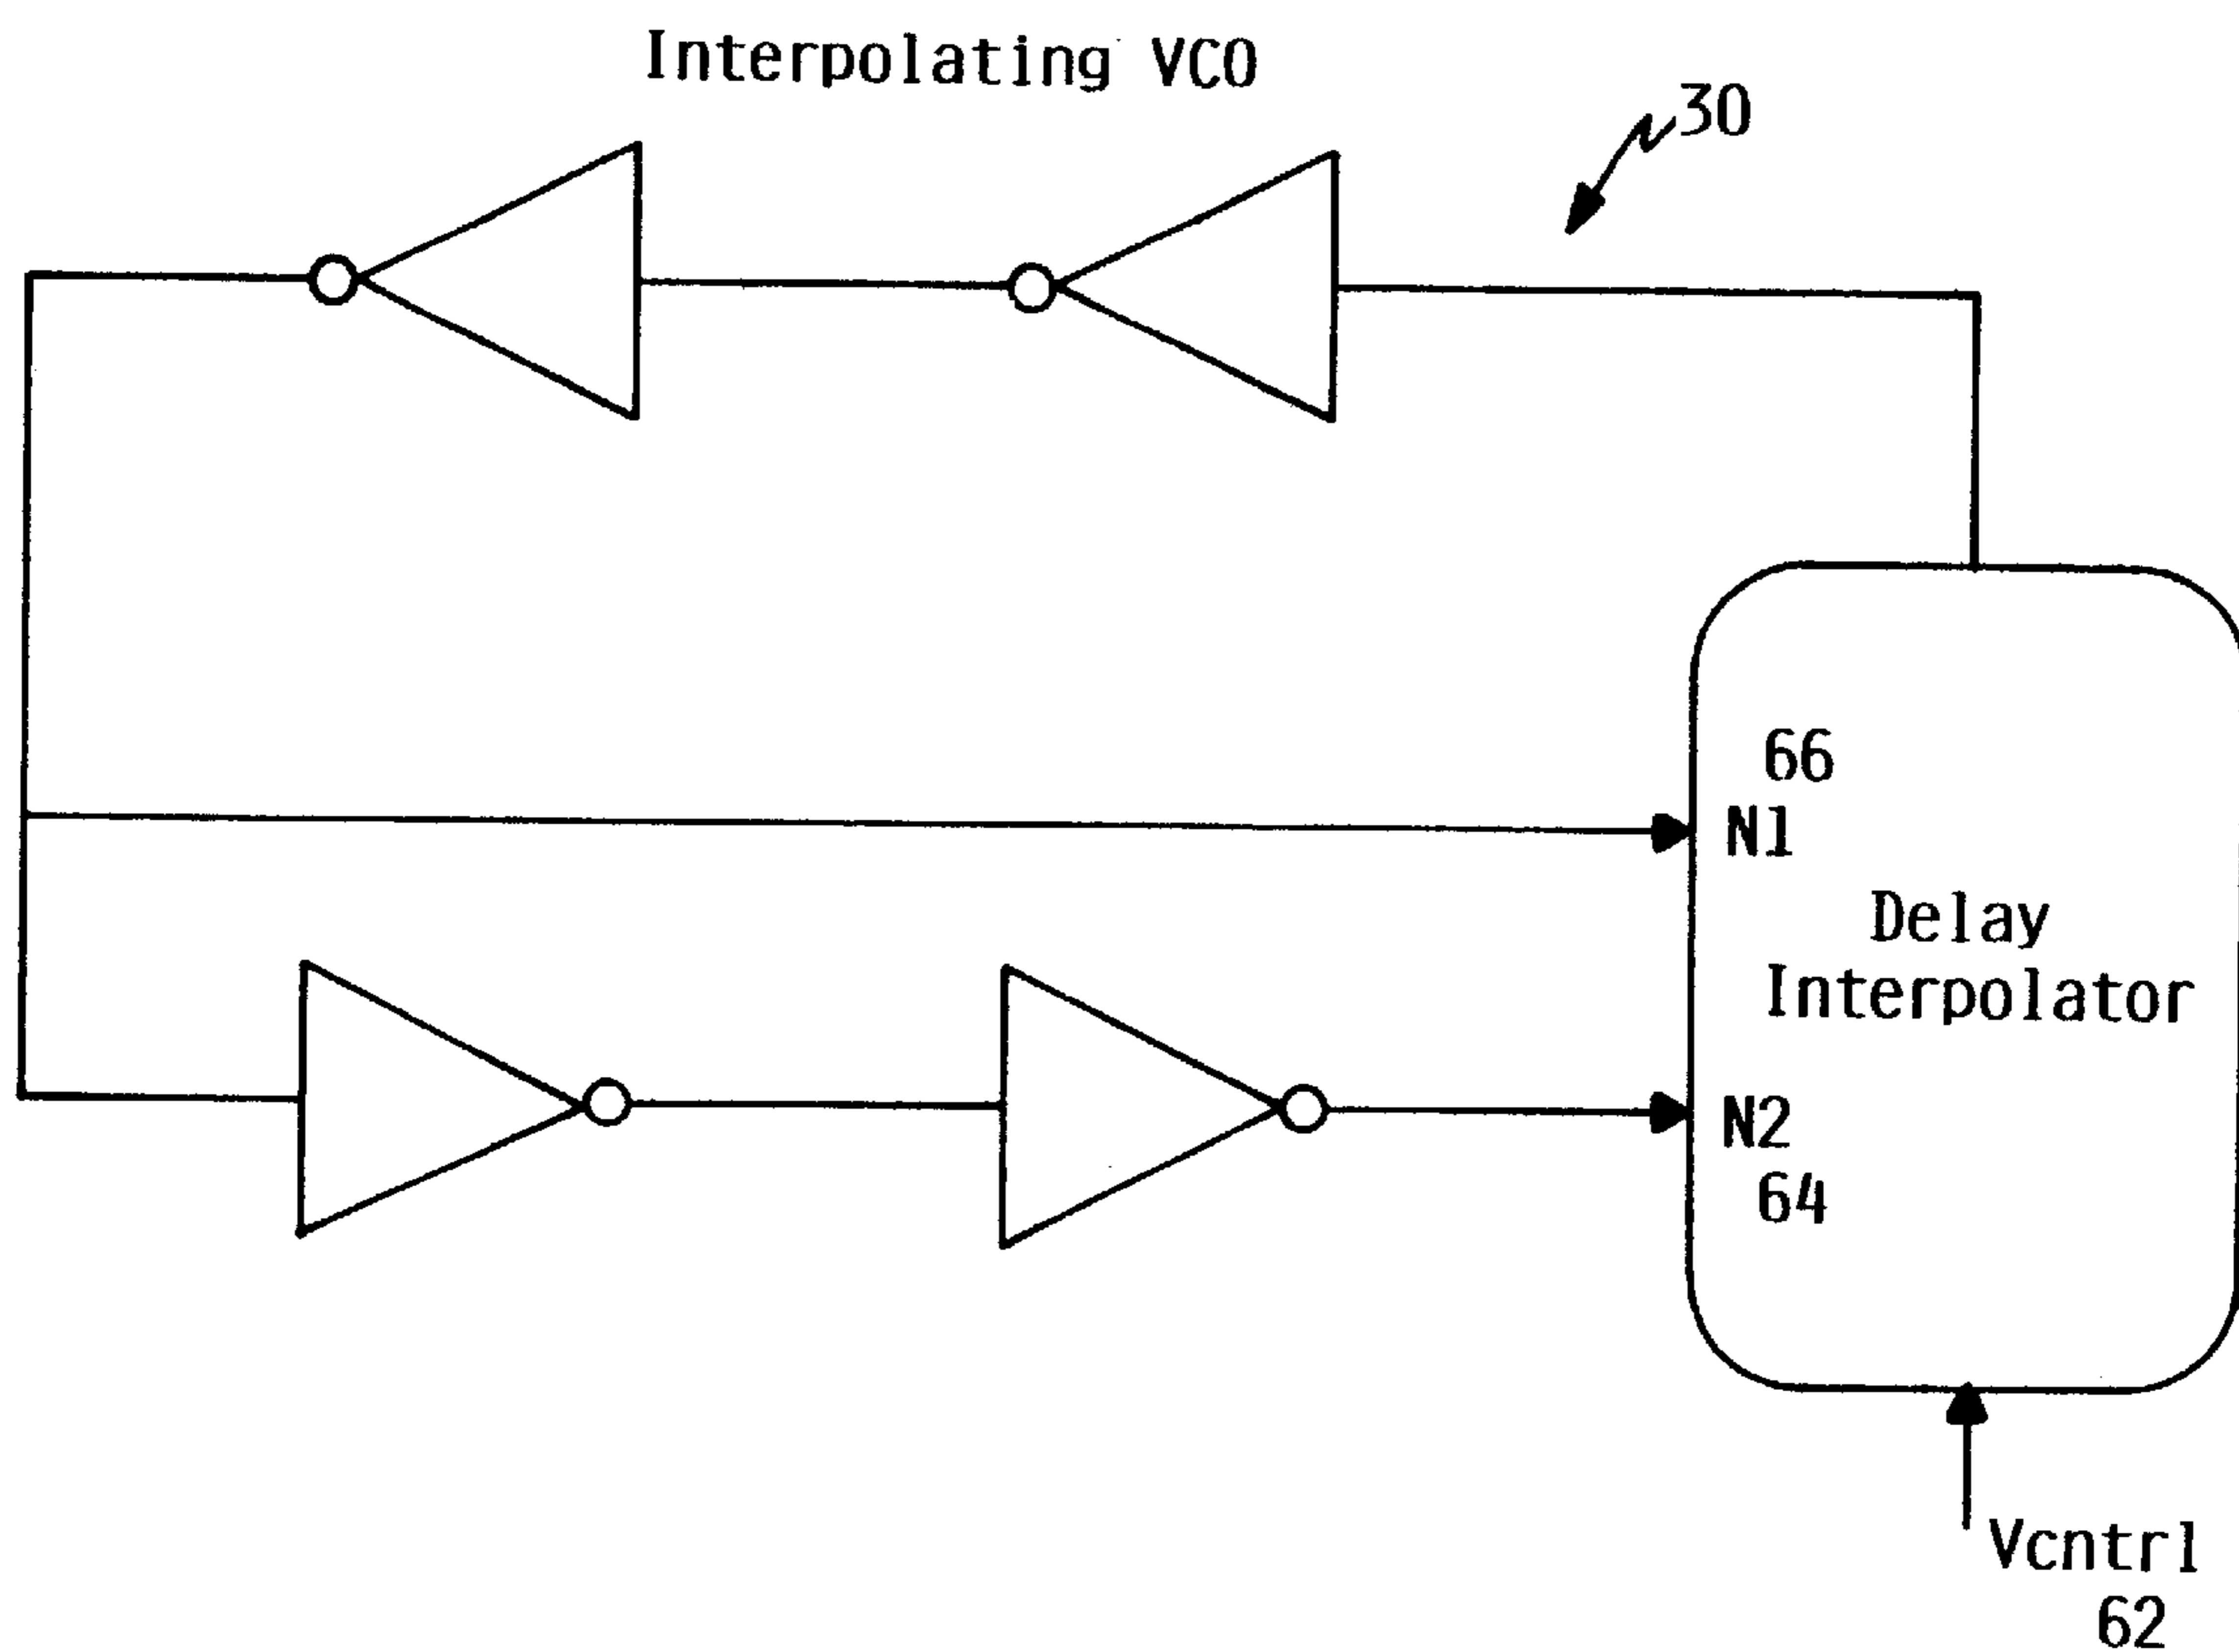 Interpolating VCO
30
66
N1
Delay
Interpolator
N2
64
Vcntrl
62